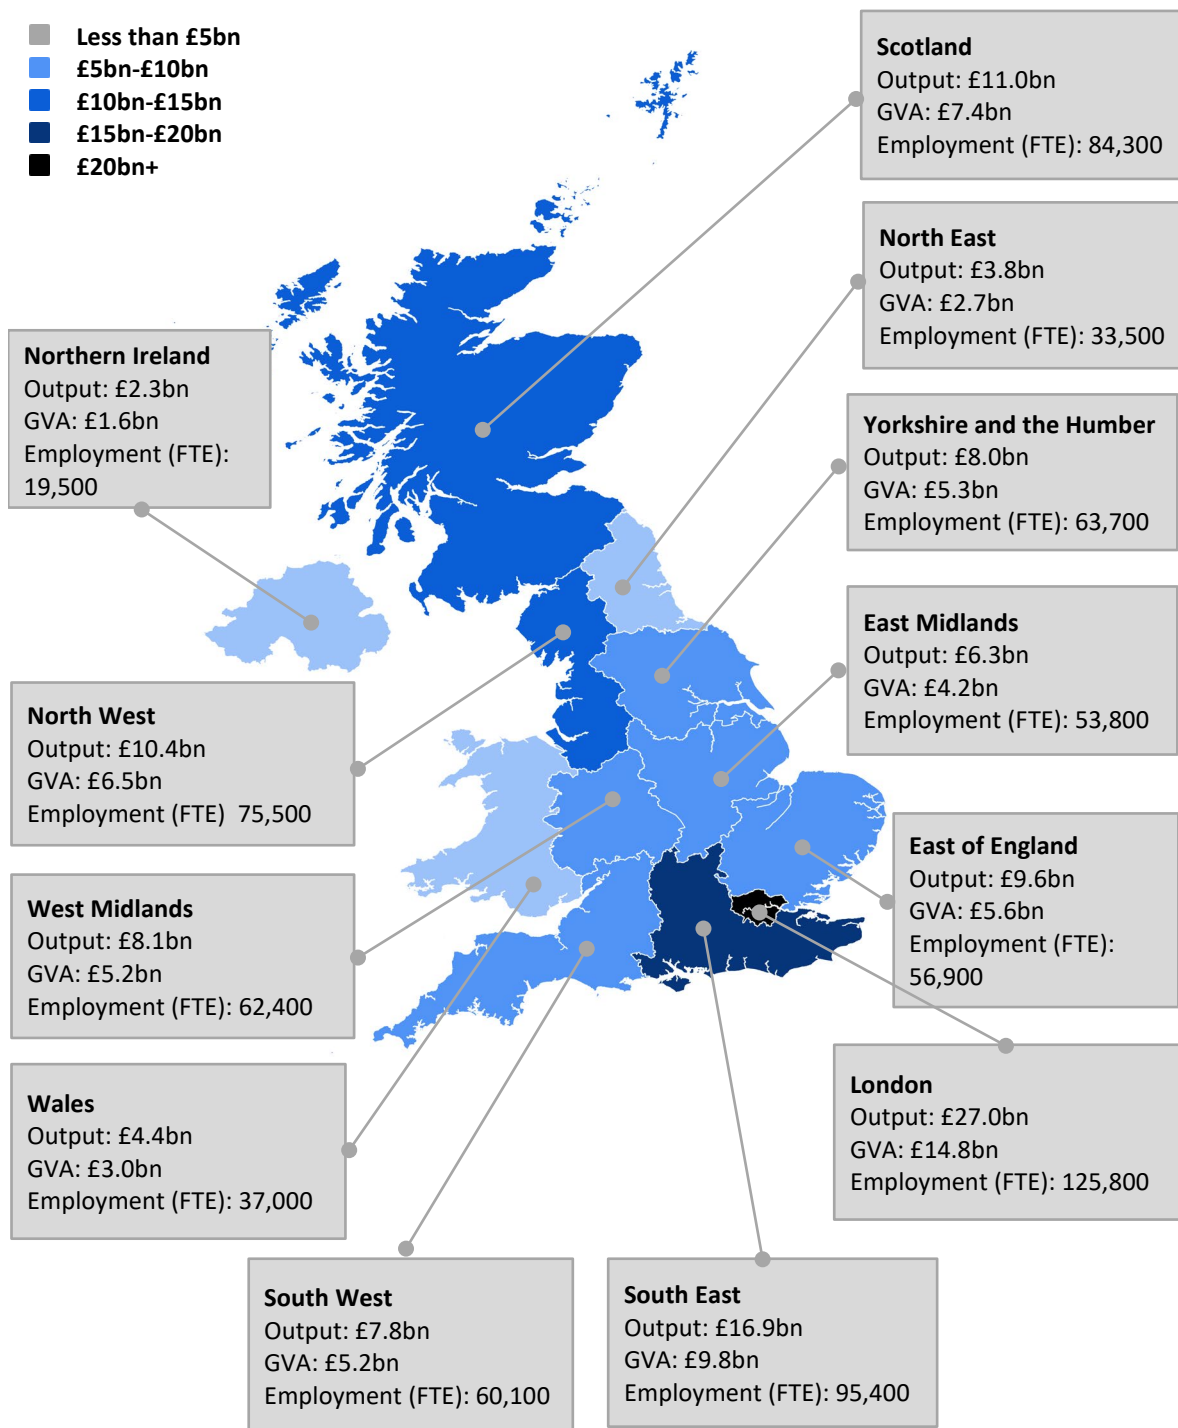 Less than £5bn
£5bn-£10bn
£10bn-£15bn
£15bn-£20bn
£20bn+
Scotland
Output: £11.0bn
GVA: £7.4bn
Employment (FTE): 84,300
North East
Output: £3.8bn
GVA: £2.7bn
Employment (FTE): 33,500
Northern Ireland
Output: £2.3bn
GVA: £1.6bn
Employment (FTE):
19,500
Yorkshire and the Humber
Output: £8.0bn
GVA: £5.3bn
Employment (FTE): 63,700
East Midlands
Output: £6.3bn
GVA: £4.2bn
Employment (FTE): 53,800
North West
Output: £10.4bn
GVA: £6.5bn
Employment (FTE)  75,500
East of England
Output: £9.6bn
GVA: £5.6bn
Employment (FTE):
56,900
West Midlands
Output: £8.1bn
GVA: £5.2bn
Employment (FTE): 62,400
London
Output: £27.0bn
GVA: £14.8bn
Employment (FTE): 125,800
Wales
Output: £4.4bn
GVA: £3.0bn
Employment (FTE): 37,000
South West
Output: £7.8bn
GVA: £5.2bn
Employment (FTE): 60,100
South East
Output: £16.9bn
GVA: £9.8bn
Employment (FTE): 95,400